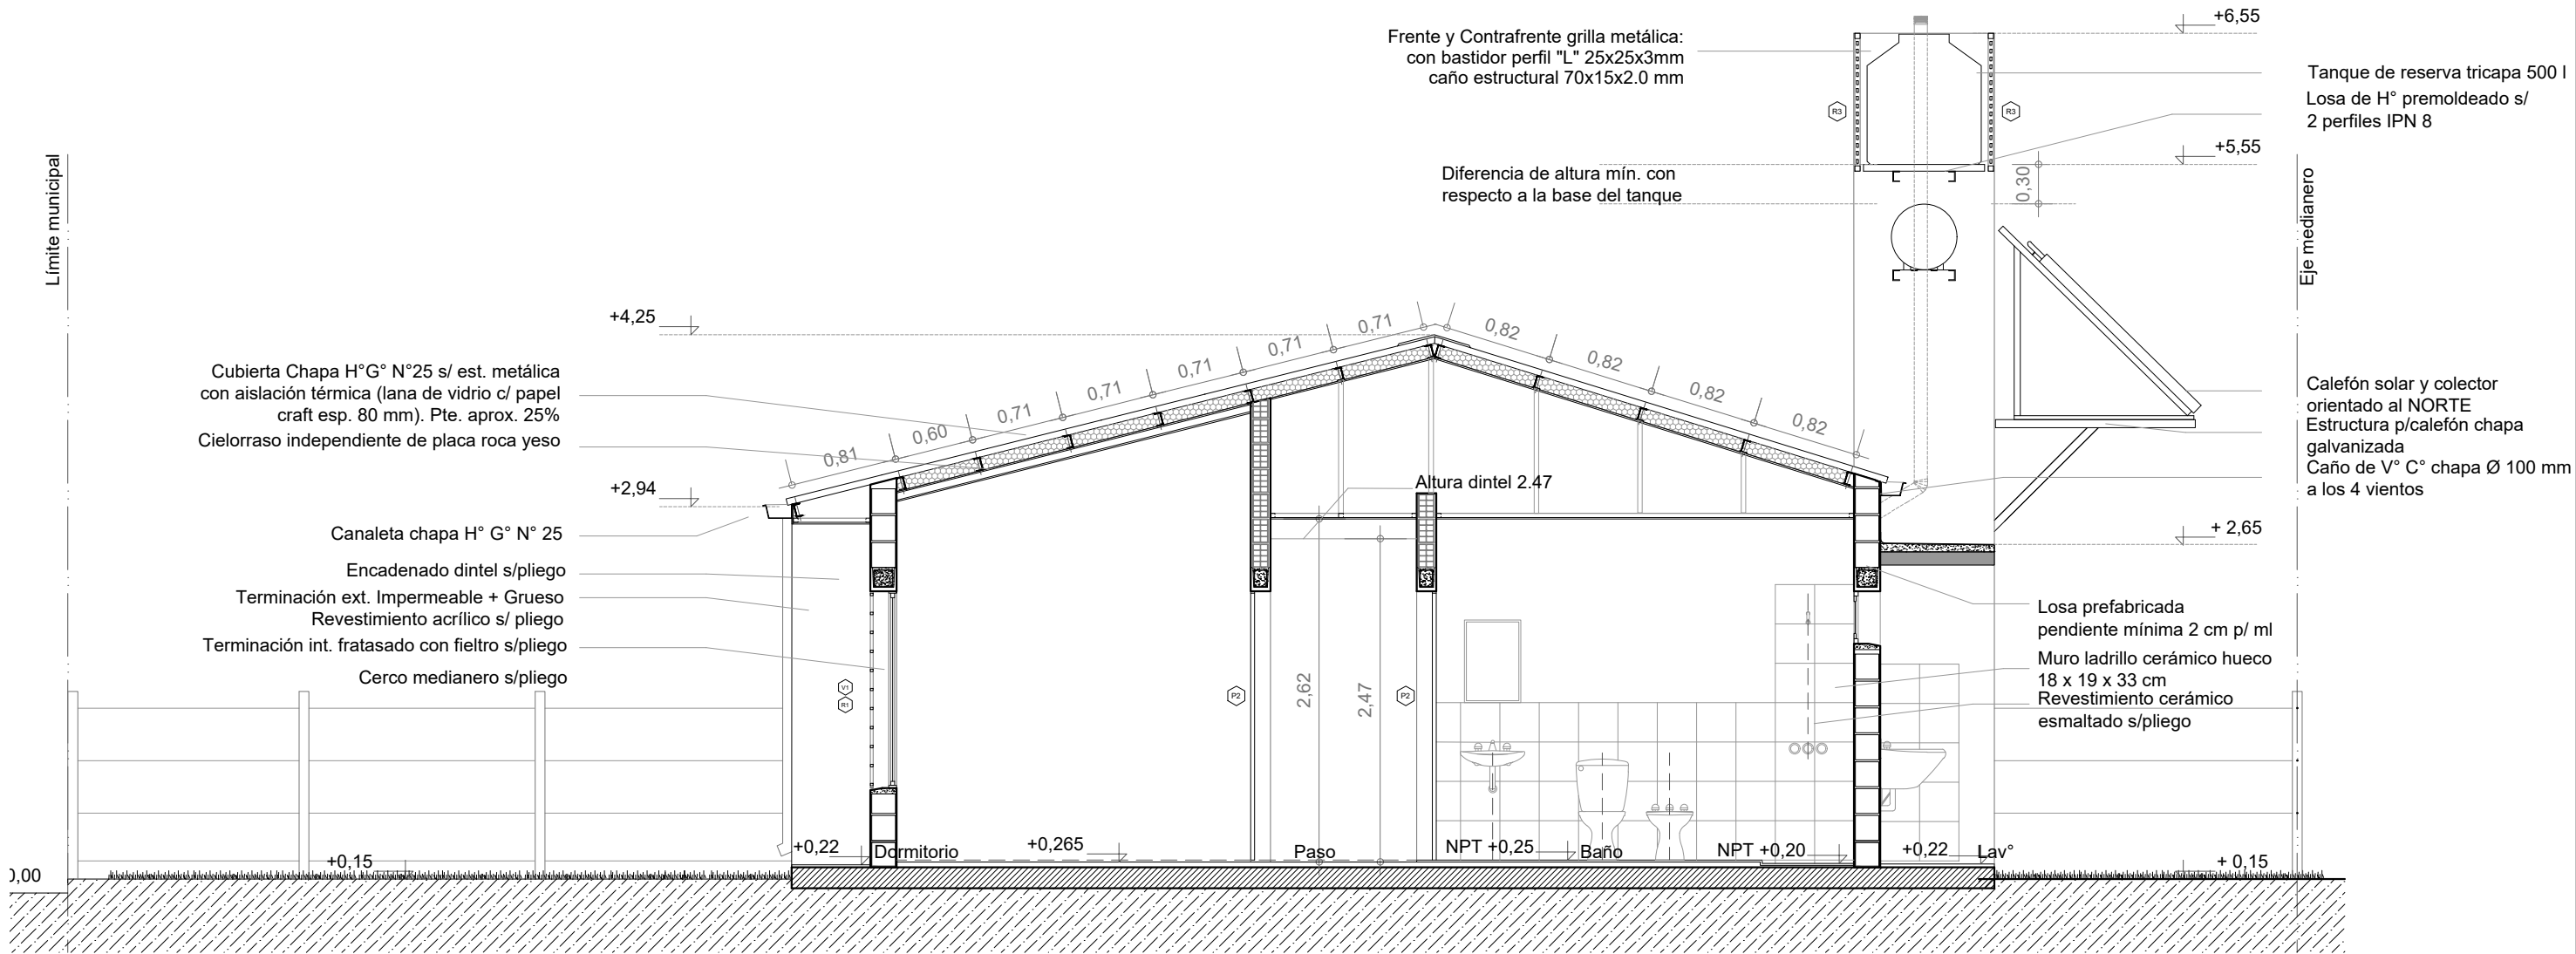 +6,55
Frente y Contrafrente grilla metálica:
con bastidor perfil "L" 25x25x3mm
caño estructural 70x15x2.0 mm
Tanque de reserva tricapa 500 l
Losa de H° premoldeado s/
2 perfiles IPN 8
R3
R3
+5,55
Límite municipal
Diferencia de altura mín. con
respecto a la base del tanque
0,30
Eje medianero
+4,25
0,71
0,82
0,71
0,82
0,71
0,82
0,71
0,82
0,71
0,60
0,81
Cubierta Chapa H°G° N°25 s/ est. metálica
con aislación térmica (lana de vidrio c/ papel
craft esp. 80 mm). Pte. aprox. 25%
Cielorraso independiente de placa roca yeso
Calefón solar y colector
orientado al NORTE
Estructura p/calefón chapa
galvanizada
Caño de V° C° chapa Ø 100 mm
a los 4 vientos
+2,94
Altura dintel 2.47
Canaleta chapa H° G° N° 25
+ 2,65
Encadenado dintel s/pliego
Terminación ext. Impermeable + Grueso
Revestimiento acrílico s/ pliego
Terminación int. fratasado con fieltro s/pliego
Cerco medianero s/pliego
Losa prefabricada
pendiente mínima 2 cm p/ ml
Muro ladrillo cerámico hueco
18 x 19 x 33 cm
Revestimiento cerámico
esmaltado s/pliego
V1
R1
P2
2,62
2,47
P2
+0,22
Dormitorio
+0,265
Paso
NPT +0,25
Baño
NPT +0,20
+0,22
Lav°
+0,15
+ 0,15
0,00